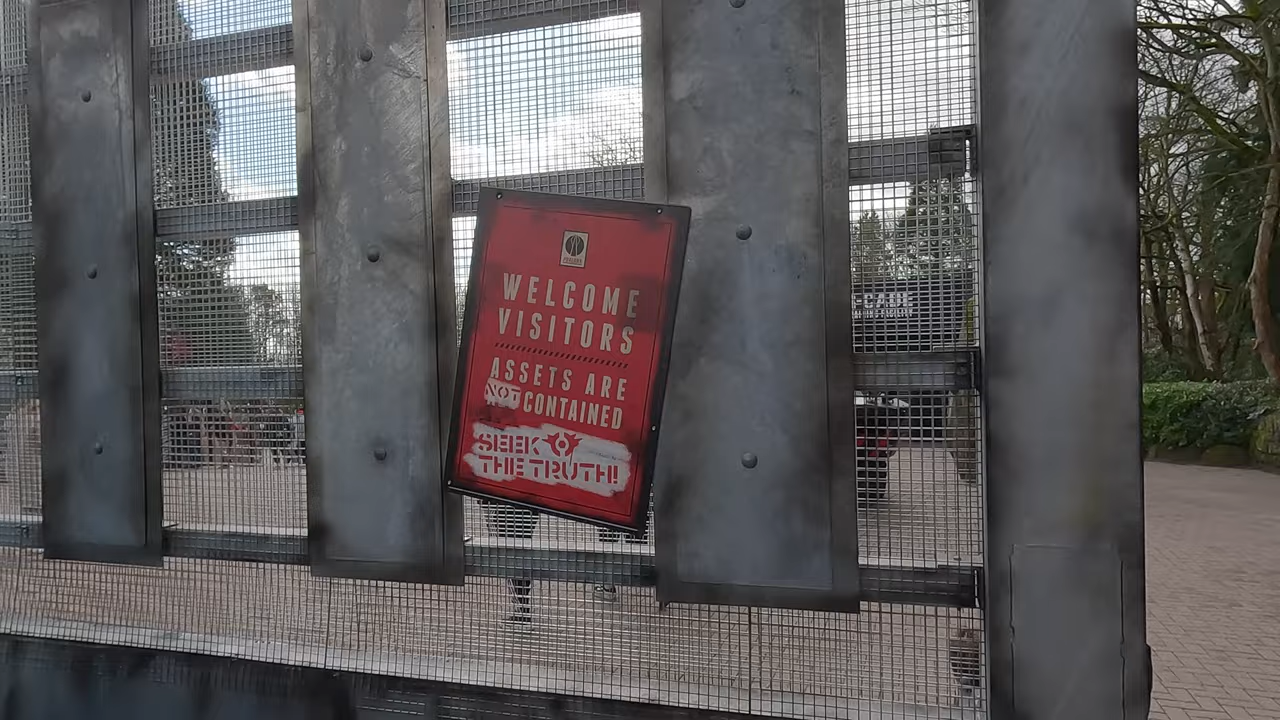 WELCOME
VISITORS
ASSETS ARE
NOT CONTAINED
SEEK
THE TRUTH!